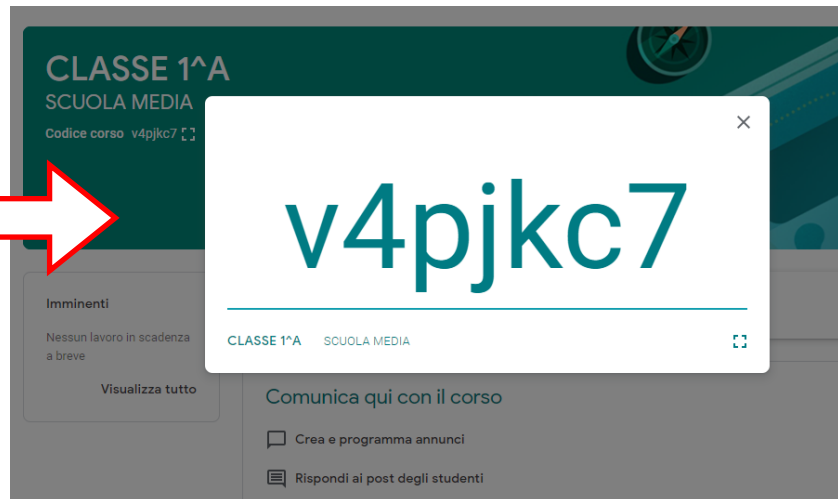 CLASSE 1^A
SCUOLA MEDIA
Codice corso v4pjkc7
v4pjkc7
CLASSE 1^A SCUOLA MEDIA
Imminenti
Nessun lavoro in scadenza
a breve
Visualizza tutto
Comunica qui con il corso
Crea e programma annunci
Rispondi ai post degli studenti